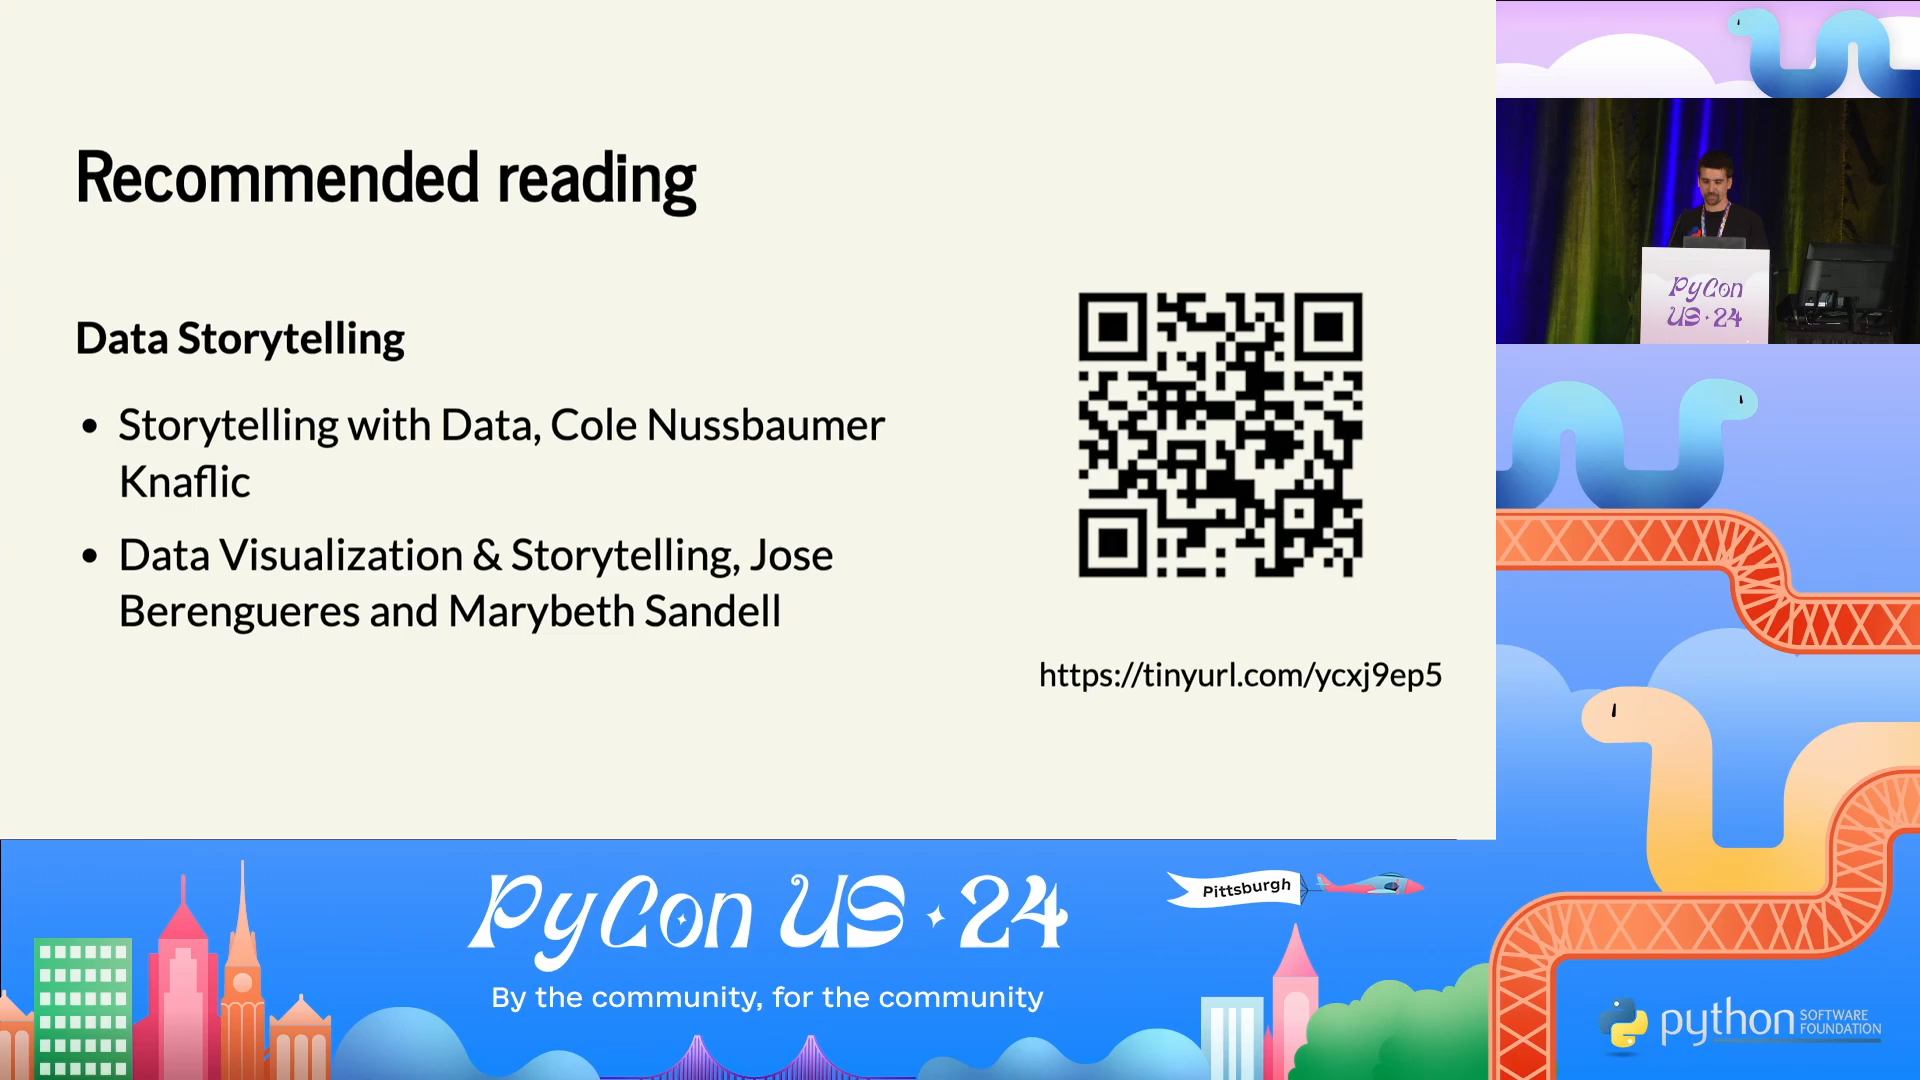 Recommended reading
Data Storytelling
• Storytelling with Data, Cole Nussbaumer
Knaflic
• Data Visualization & Storytelling, Jose
Berengueres and Marybeth Sandell
https://tinyurl.com/ycxj9ep5
PyCon
US ✦ 24
PyCon US ✦ 24
By the community, for the community
Pittsburgh
python SOFTWARE
FOUNDATION